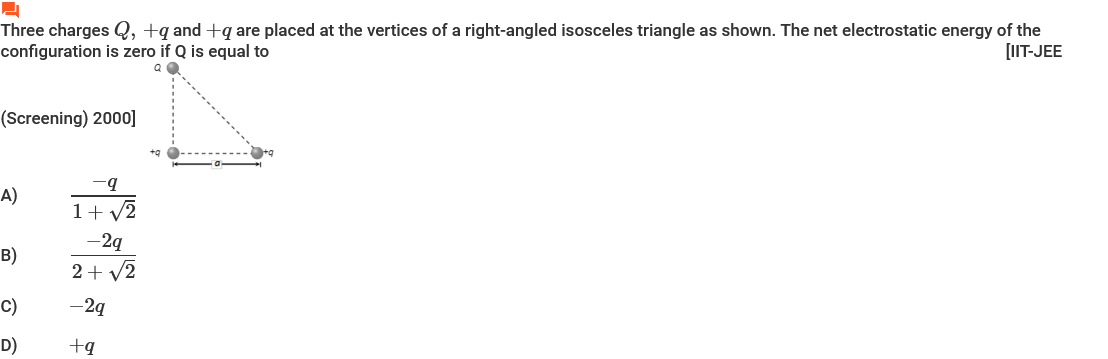 Three charges Q, +q and +q are placed at the vertices of a right-angled isosceles triangle as shown. The net electrostatic energy of the
configuration is zero if Q is equal to [IIT-JEE
Q
(Screening) 2000]
+q +q
a
A) \frac{-q}{1+\sqrt{2}}
B) \frac{-2q}{2+\sqrt{2}}
C) -2q
D) +q